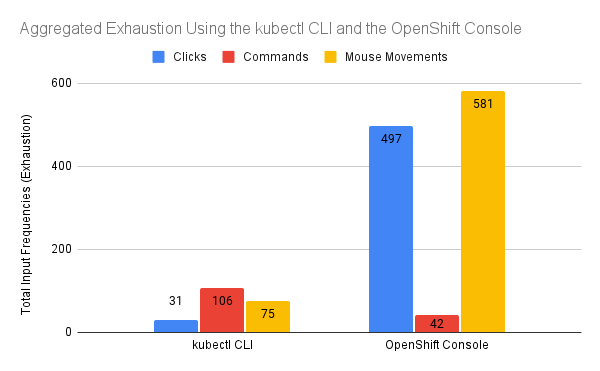 Aggregated Exhaustion Using the kubectl CLI and the OpenShift Console
Clicks Commands Mouse Movements
Total Input Frequencies (Exhaustion)
600
400
200
0
31
106
75
497
42
581
kubectl CLI
OpenShift Console